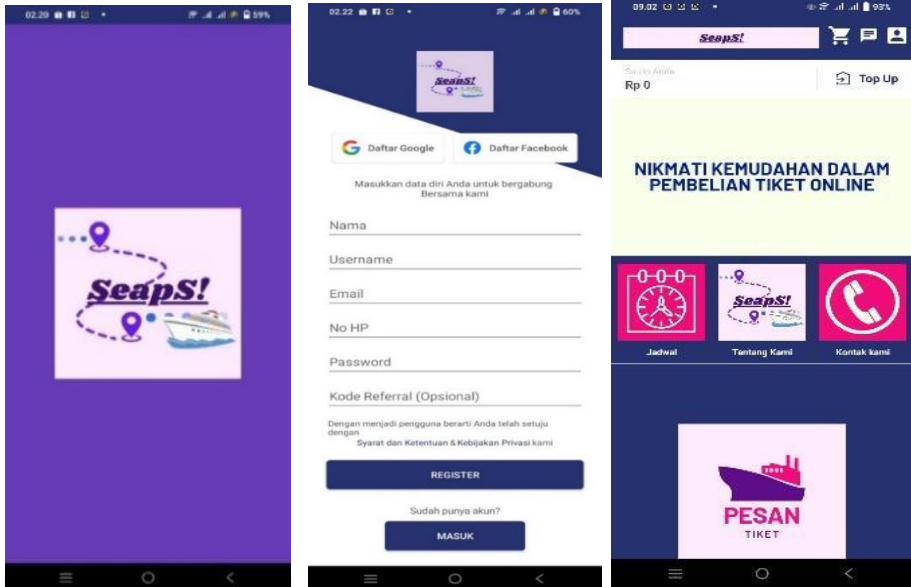 02.20
59%
SeapS!
02.22
60%
SeapS!
Daftar Google
Daftar Facebook
Masukkan data diri Anda untuk bergabung
Bersama kami
Nama
Username
Email
No HP
Password
Kode Referral (Opsional)
Dengan menjadi pengguna berarti Anda telah setuju
dengan
Syarat dan Ketentuan & Kebijakan Privasi kami
REGISTER
Sudah punya akun?
MASUK
09.02
93%
SeapS!
Anda
Rp 0
Top Up
NIKMATI KEMUDAHAN DALAM
PEMBELIAN TIKET ONLINE
SeapS!
Jadwal
Tentang Kami
Kontak kami
PESAN
TIKET